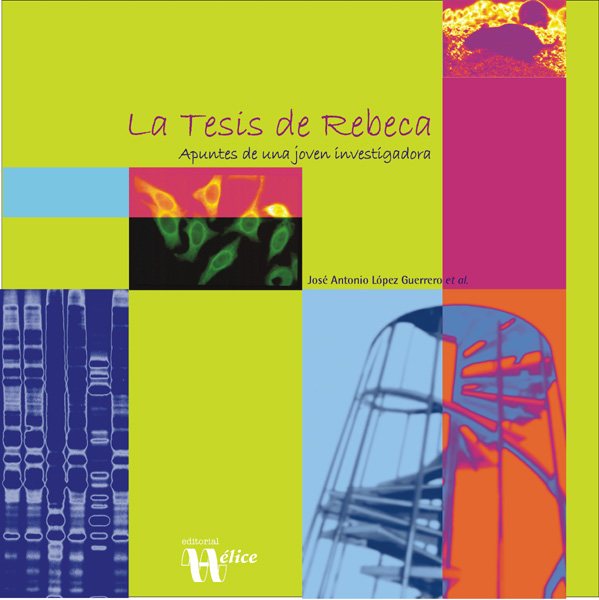 La Tesis de Rebeca
Apuntes de una joven investigadora
José Antonio López Guerrero et al.
editorial
Hélice